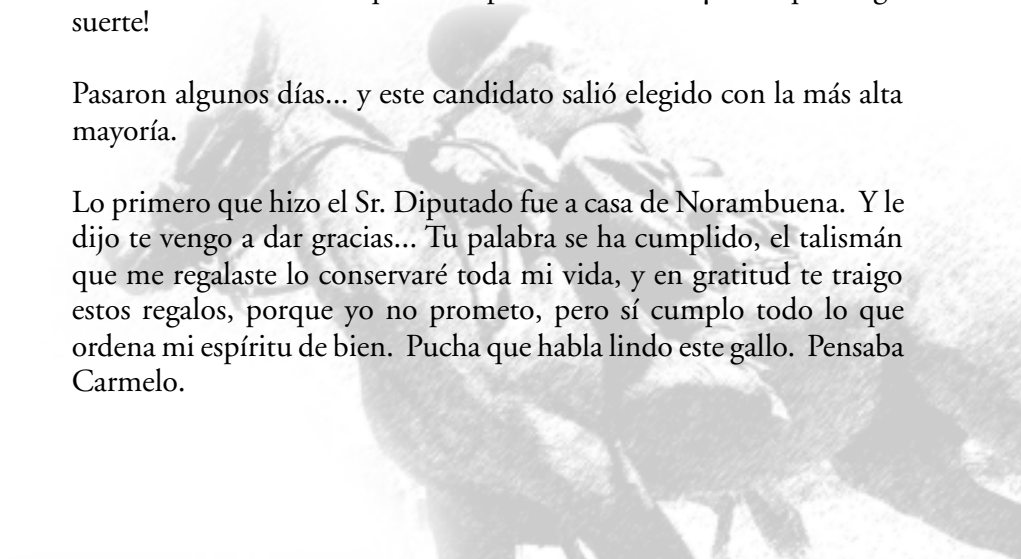 suerte!
Pasaron algunos días... y este candidato salió elegido con la más alta
mayoría.
Lo primero que hizo el Sr. Diputado fue a casa de Norambuena. Y le
dijo te vengo a dar gracias... Tu palabra se ha cumplido, el talismán
que me regalaste lo conservaré toda mi vida, y en gratitud te traigo
estos regalos, porque yo no prometo, pero sí cumplo todo lo que
ordena mi espíritu de bien. Pucha que habla lindo este gallo. Pensaba
Carmelo.